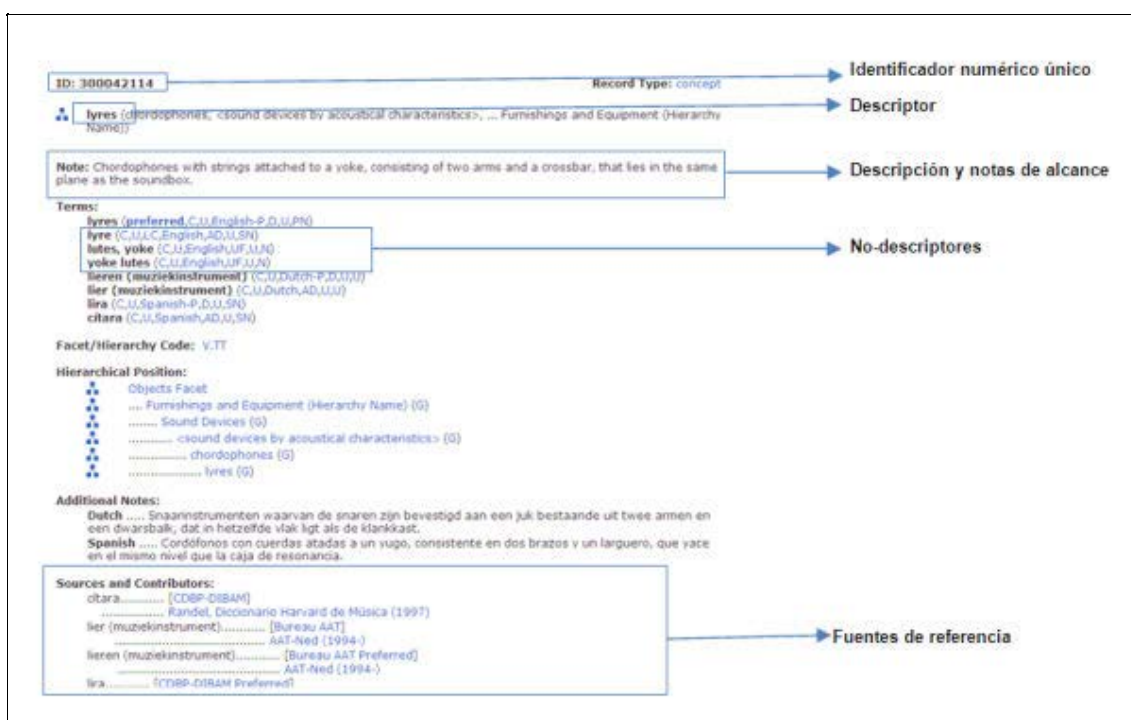 ID: 300042114 Record Type: concept Identificador numérico único
lyres (chordophones, <sound devices by acoustical characteristics>, ... Furnishings and Equipment (Hierarchy Descriptor
Name))
Note: Chordophones with strings attached to a yoke, consisting of two arms and a crossbar, that lies in the same Descripción y notas de alcance
plane as the soundbox.
Terms:
lyres (preferred,C,U,English-P,D,U,PN)
lyre (C,U,LC,English,AD,U,SN)
lutes, yoke (C,U,English,UF,U,N) No-descriptores
yoke lutes (C,U,English,UF,U,N)
lieren (muziekinstrument) (C,U,Dutch-P,D,U,U)
lier (muziekinstrument) (C,U,Dutch,AD,U,U)
lira (C,U,Spanish-P,D,U,SN)
cítara (C,U,Spanish,AD,U,SN)
Facet/Hierarchy Code: V.TT
Hierarchical Position:
Objects Facet
.... Furnishings and Equipment (Hierarchy Name) (G)
........ Sound Devices (G)
............ <sound devices by acoustical characteristics> (G)
................ chordophones (G)
.................... lyres (G)
Additional Notes:
Dutch ..... Snaarinstrumenten waarvan de snaren zijn bevestigd aan een juk bestaande uit twee armen en
een dwarsbalk, dat in hetzelfde vlak ligt als de klankkast.
Spanish ..... Cordófonos con cuerdas atadas a un yugo, consistente en dos brazos y un larguero, que yace
en el mismo nivel que la caja de resonancia.
Sources and Contributors:
cítara........... [CDBP-DIBAM]
................. Randel, Diccionario Harvard de Música (1997)
lier (muziekinstrument)............ [Bureau AAT]
........................................ AAT-Ned (1994-) Fuentes de referencia
lieren (muziekinstrument)............ [Bureau AAT Preferred]
........................................... AAT-Ned (1994-)
lira........... [CDBP-DIBAM Preferred]